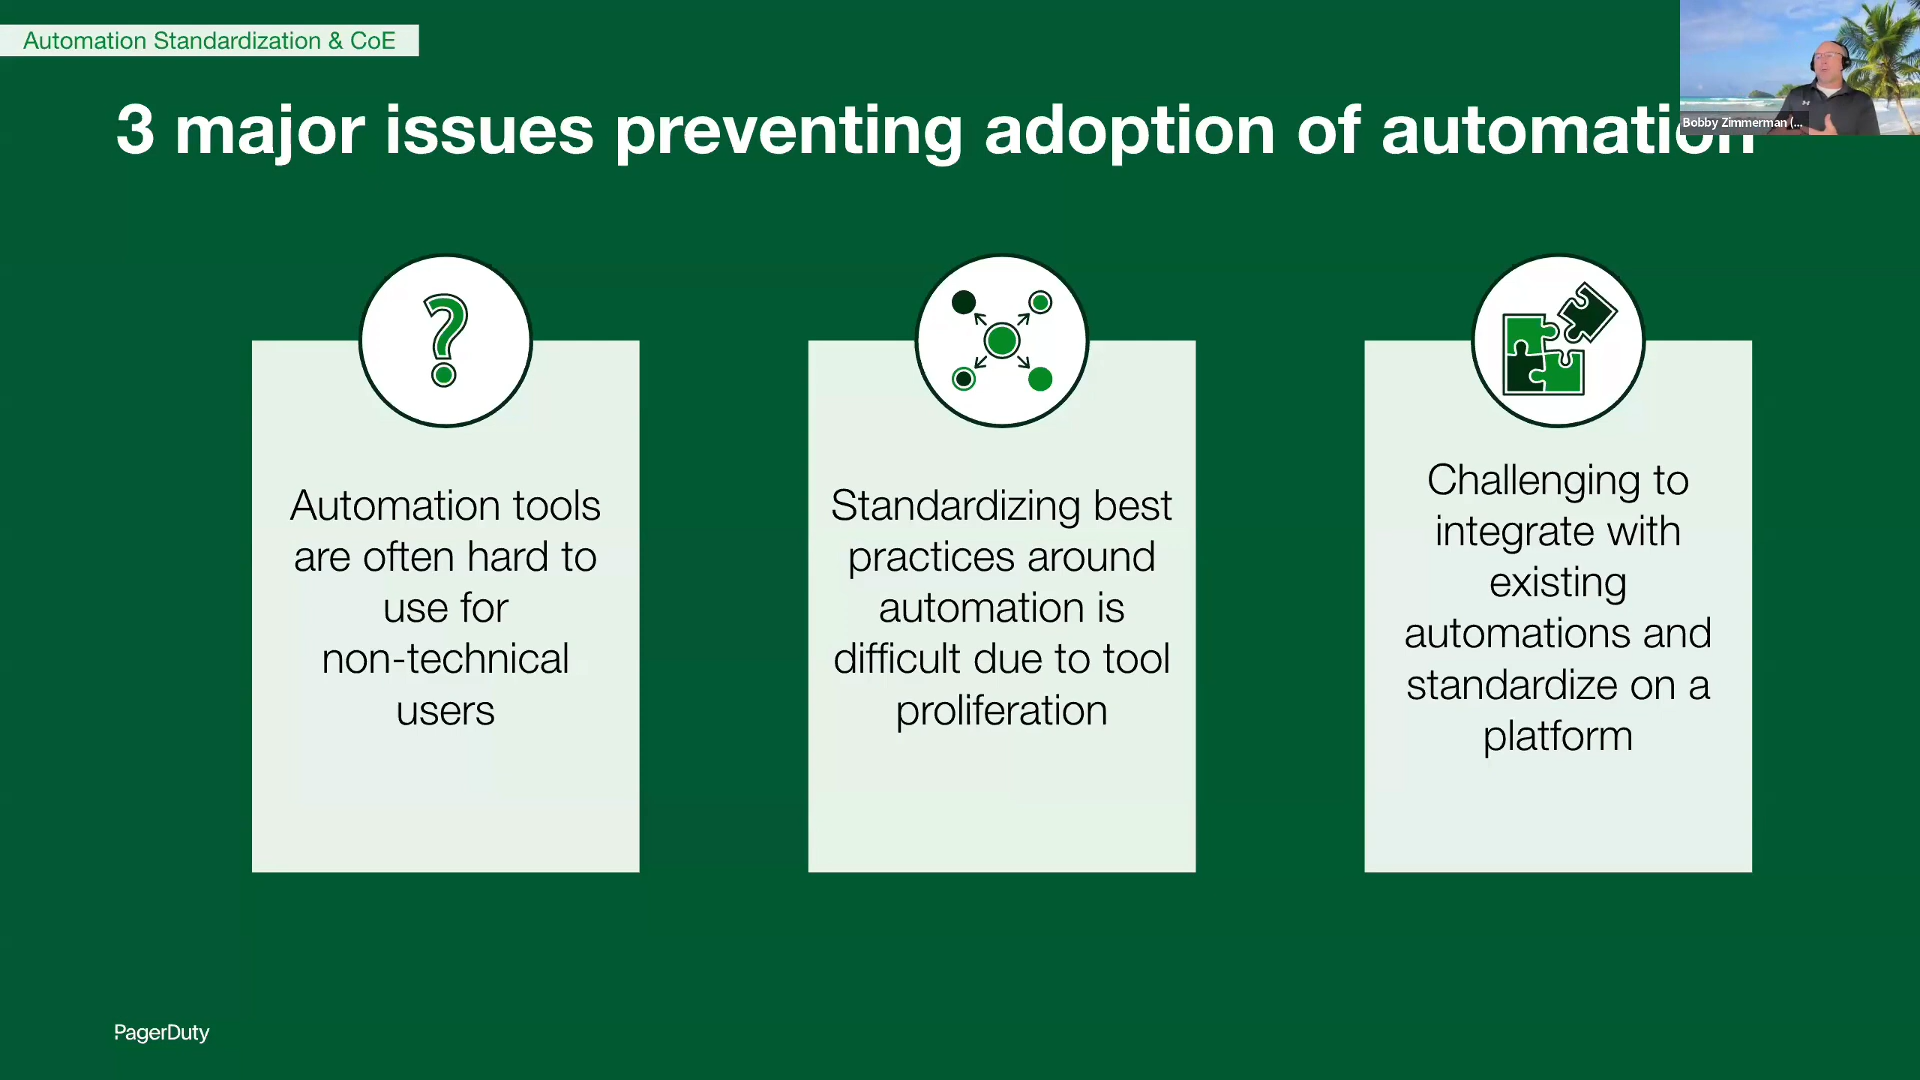 Automation Standardization & CoE
3 major issues preventing adoption of automation
Bobby Zimmerman (...
Automation tools
are often hard to
use for
non-technical
users
Standardizing best
practices around
automation is
difficult due to tool
proliferation
Challenging to
integrate with
existing
automations and
standardize on a
platform
PagerDuty